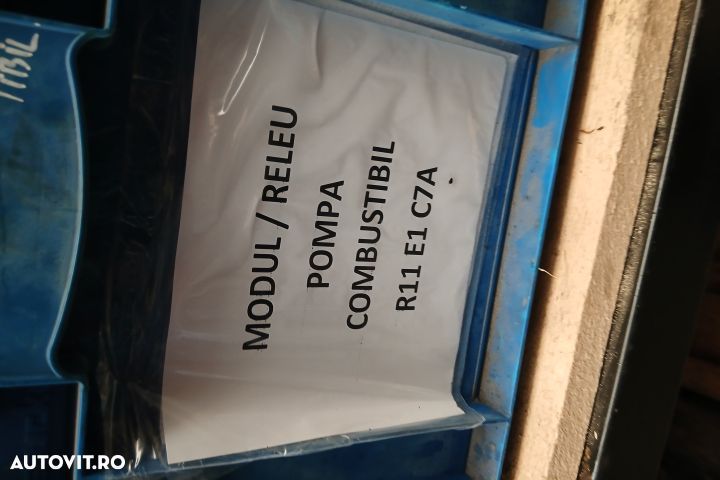 MODUL / RELEU
POMPA
COMBUSTIBIL
R11 E1 C7A
AUTOVIT.RO